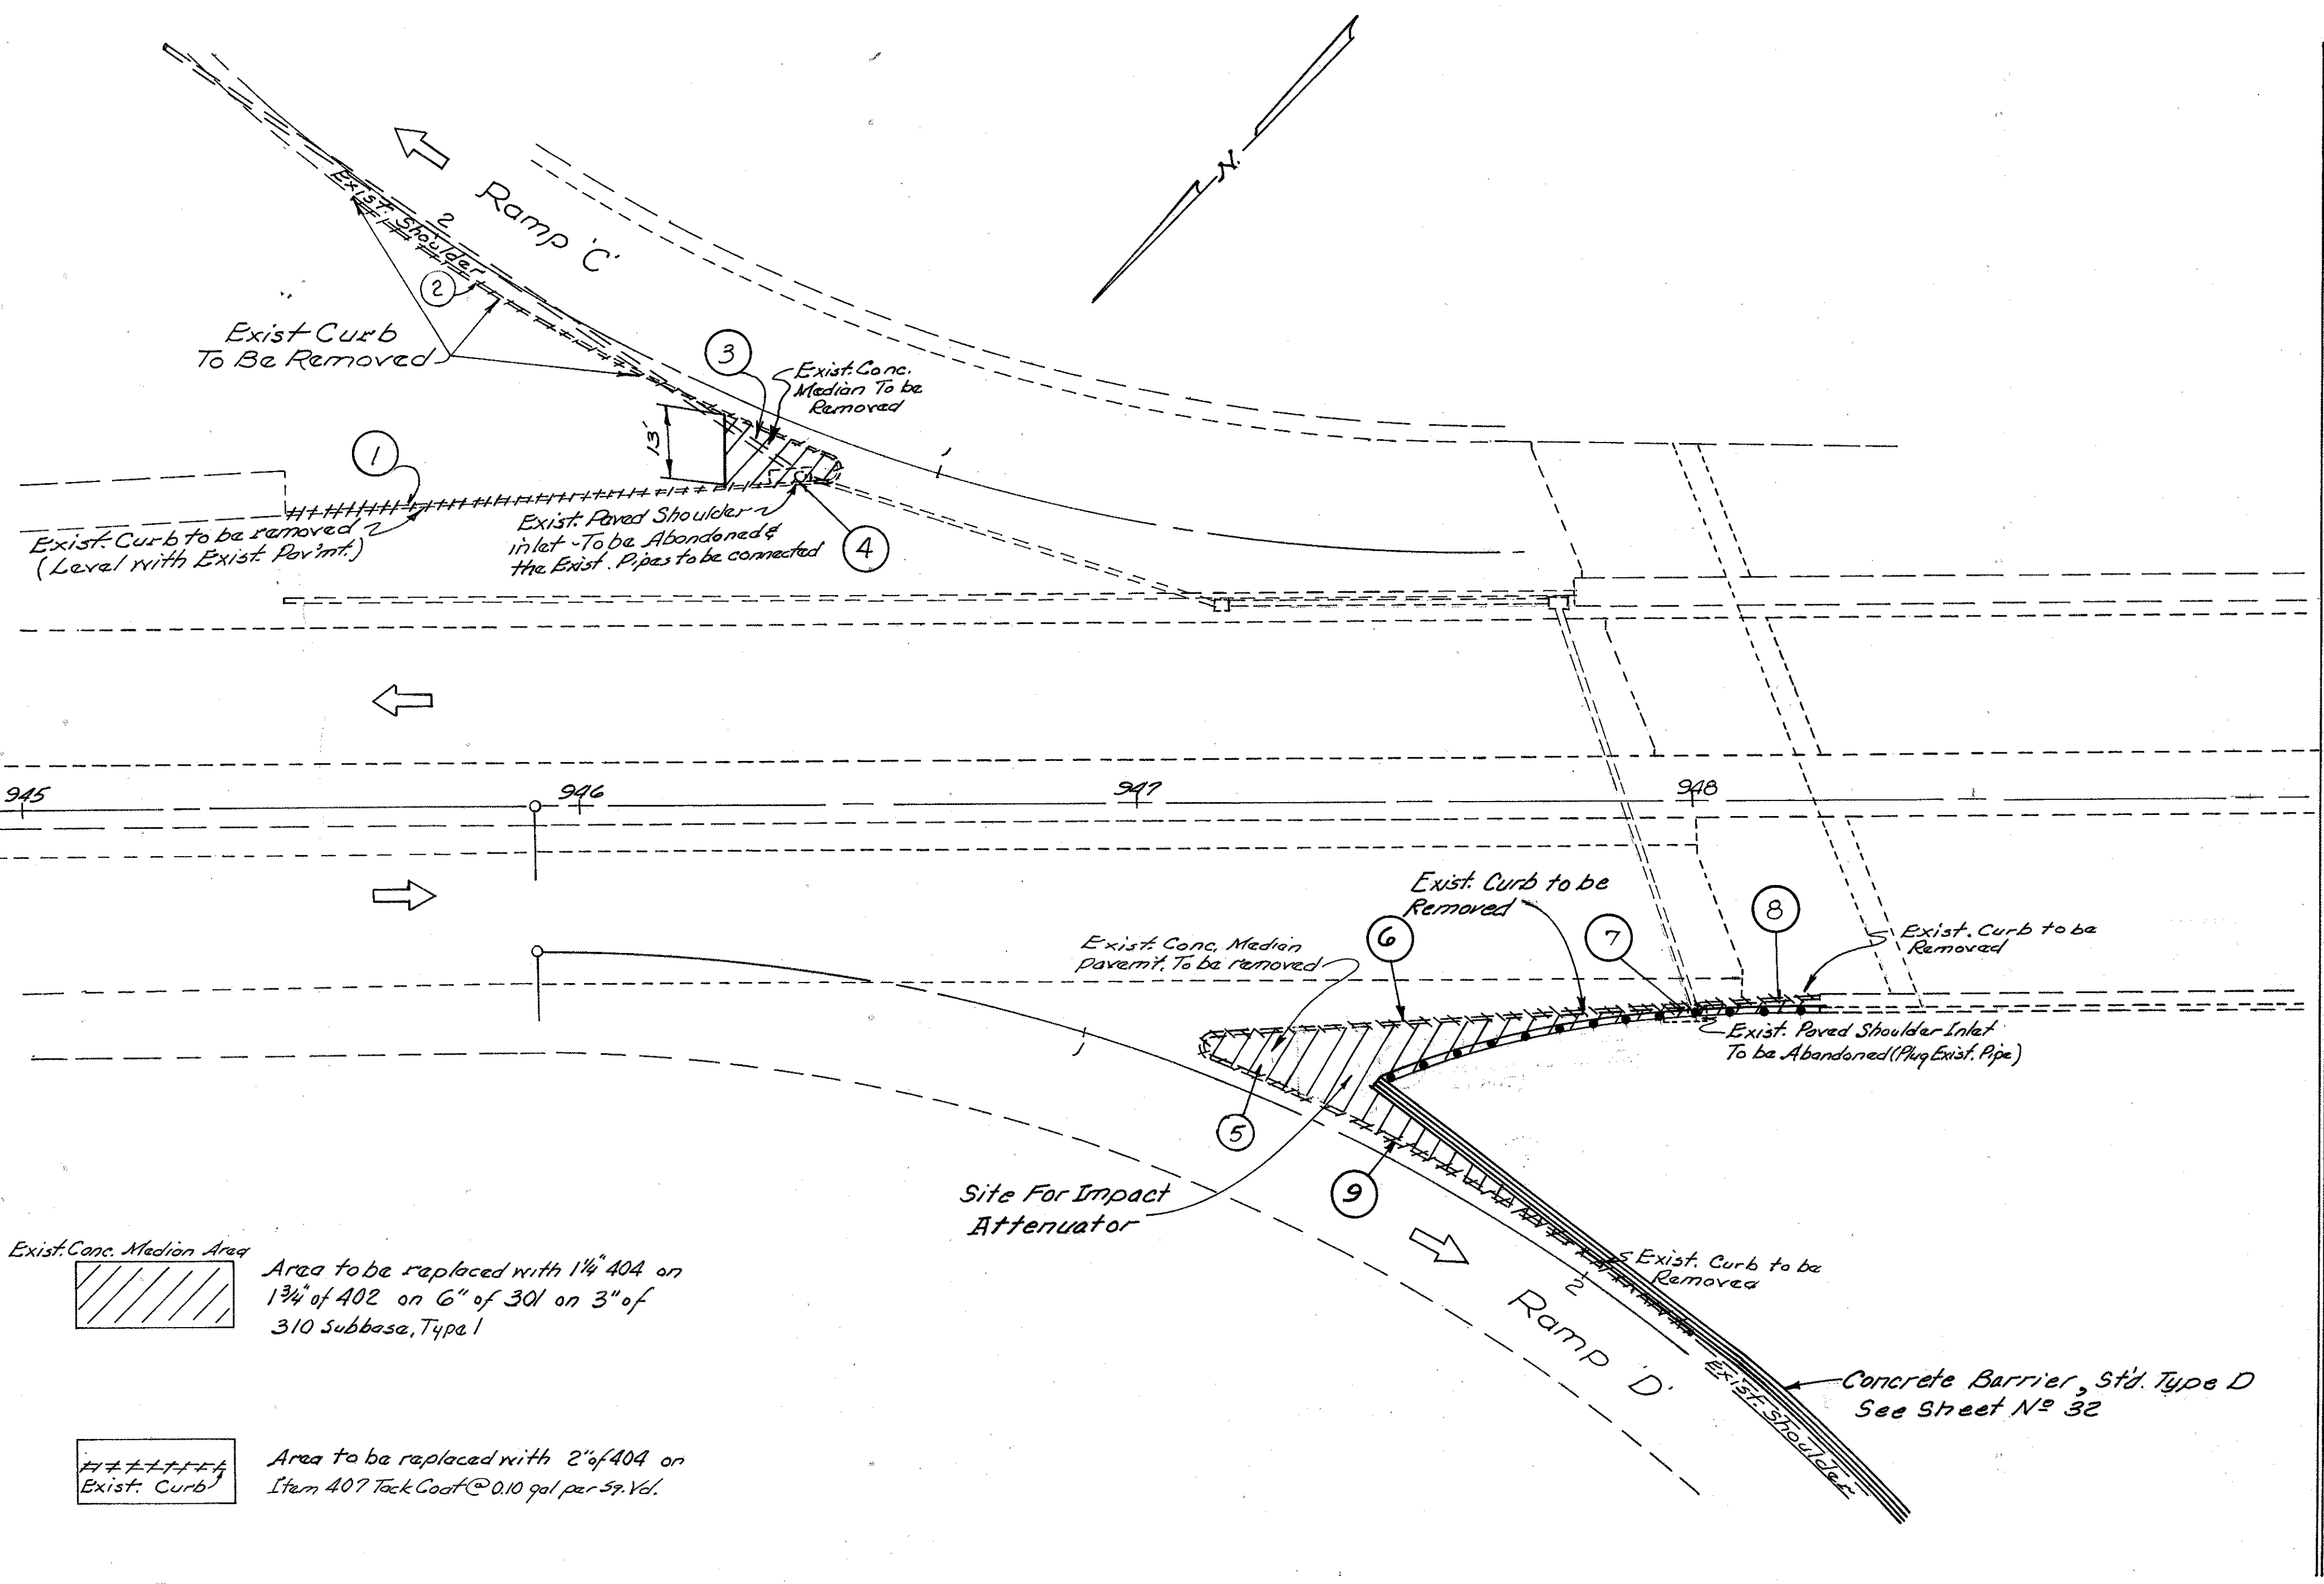 N.
Ramp 'C'
2
Exist. Shoulder
2
Exist Curb
To Be Removed
3
Exist. Conc.
Median To be
Removed
13'
1
1
Exist. Curb to be removed
(Level with Exist. Pav'mt.)
Exist. Paved Shoulder
inlet - To be Abandoned &
the Exist. Pipes to be connected
4
945
946
947
948
Exist. Curb to be
Removed
6
7
8
Exist. Conc. Median
pavem't. To be removed
Exist. Curb to be
Removed
Exist. Paved Shoulder Inlet
To be Abandoned (Plug Exist. Pipe)
1
5
9
Site For Impact
Attenuator
Exist. Curb to be
Removed
2
Ramp 'D'
Exist. Shoulder
Concrete Barrier, St'd. Type D
See Sheet Nº 32
Exist. Conc. Median Area
Area to be replaced with 1¼" 404 on
1¾" of 402 on 6" of 301 on 3" of
310 Subbase, Type 1
Exist. Curb
Area to be replaced with 2" of 404 on
Item 407 Tack Coat @ 0.10 gal per Sq. Yd.